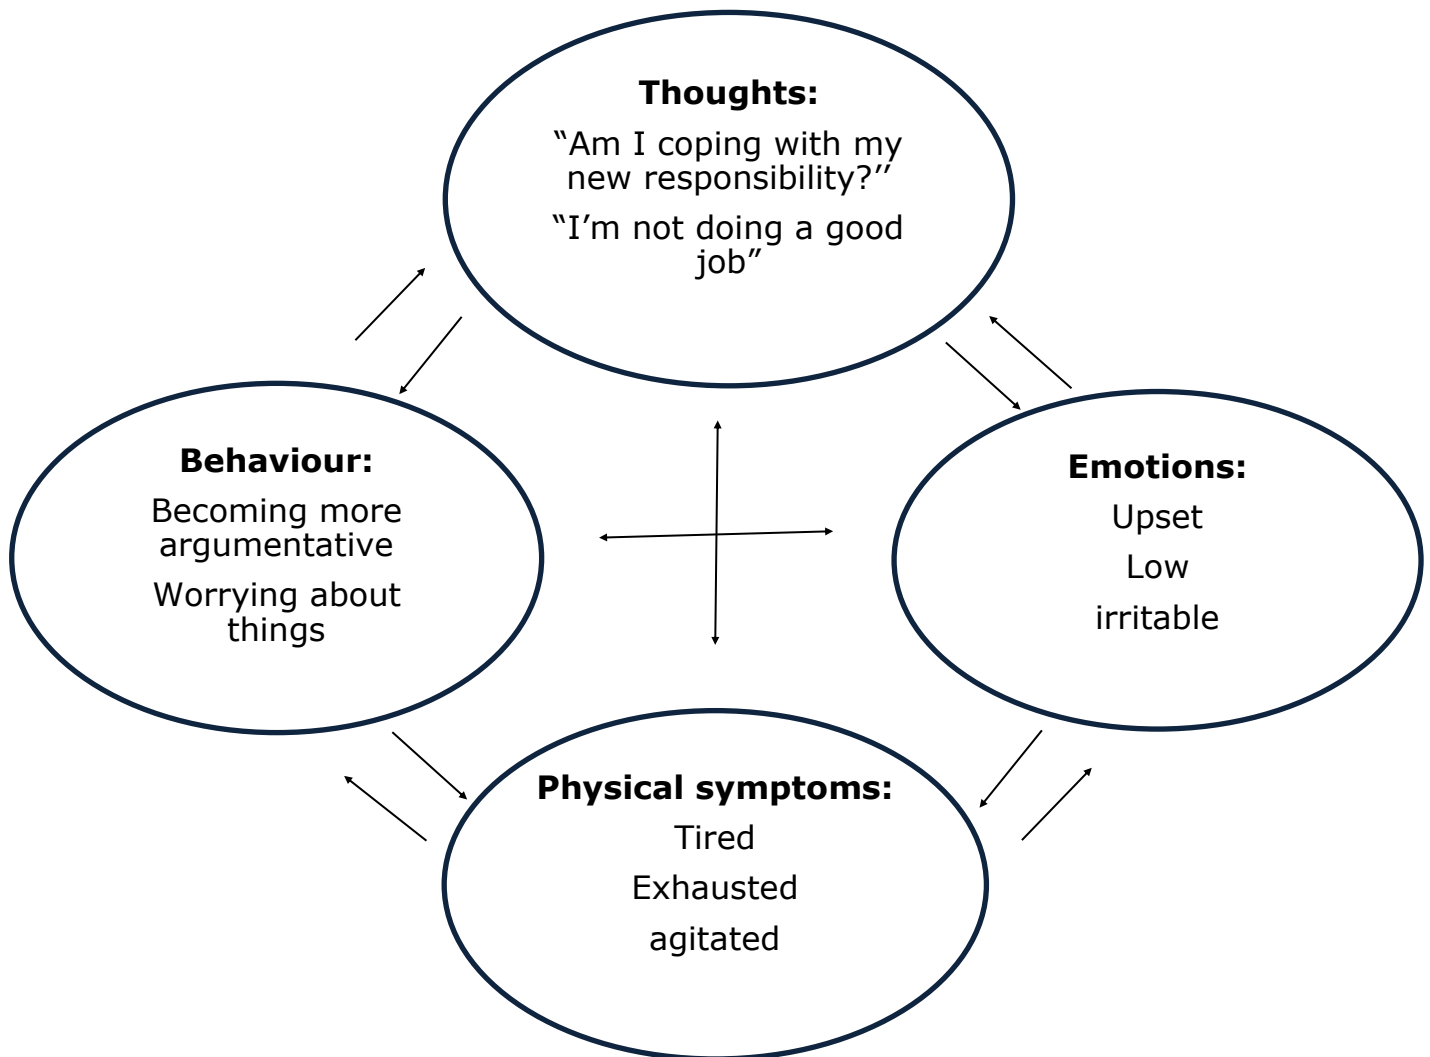 Thoughts:
“Am I coping with my
new responsibility?’’
“I’m not doing a good
job”
Behaviour:
Becoming more
argumentative
Worrying about
things
Emotions:
Upset
Low
irritable
Physical symptoms:
Tired
Exhausted
agitated